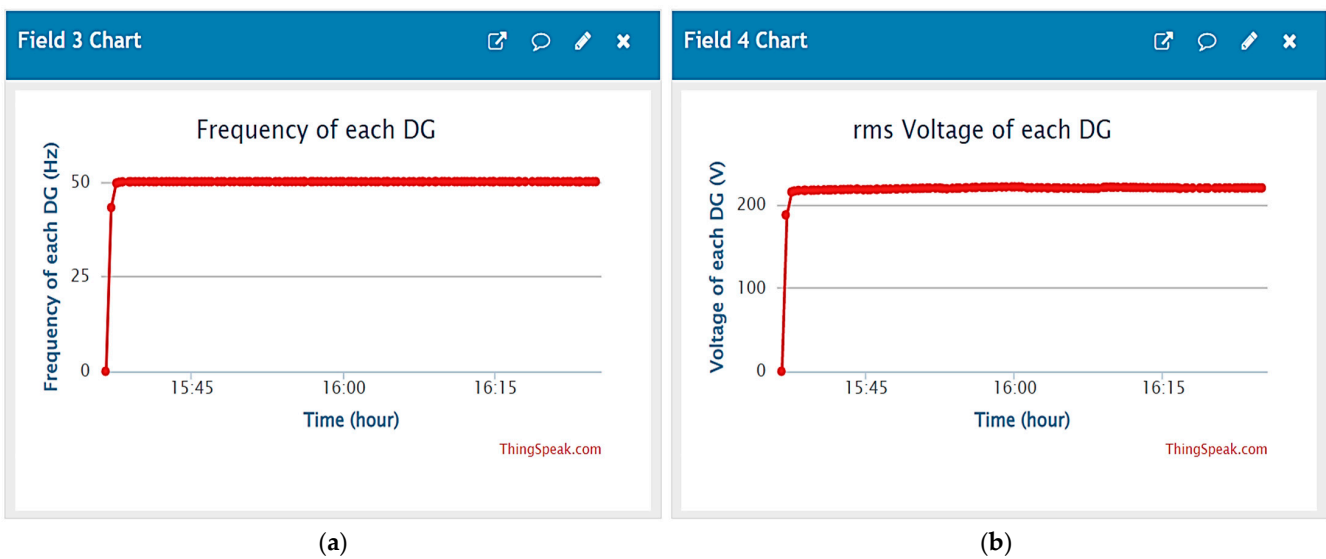 Field 3 Chart
Frequency of each DG
Frequency of each DG (Hz)
50
25
0
15:45
16:00
16:15
Time (hour)
ThingSpeak.com
(a)
Field 4 Chart
rms Voltage of each DG
Voltage of each DG (V)
200
100
0
15:45
16:00
16:15
Time (hour)
ThingSpeak.com
(b)